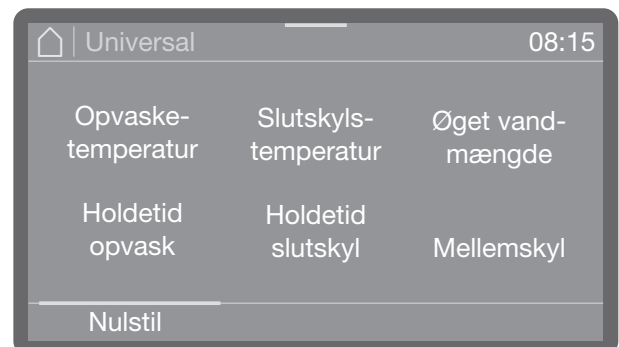 Universal 08:15
Opvaske-
temperatur
Slutskyls-
temperatur
Øget vand-
mængde
Holdetid
opvask
Holdetid
slutskyl
Mellemskyl
Nulstil